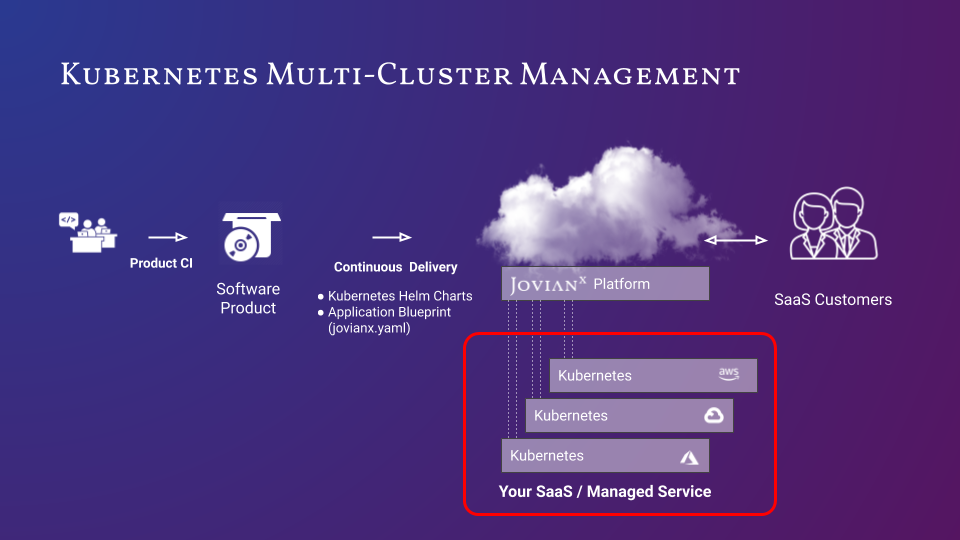 KUBERNETES MULTI-CLUSTER MANAGEMENT
</>
Product CI
Software
Product
Continuous Delivery
● Kubernetes Helm Charts
● Application Blueprint
(jovianx.yaml)
JOVIANX Platform
SaaS Customers
Kubernetes aws
Kubernetes
Kubernetes
Your SaaS / Managed Service